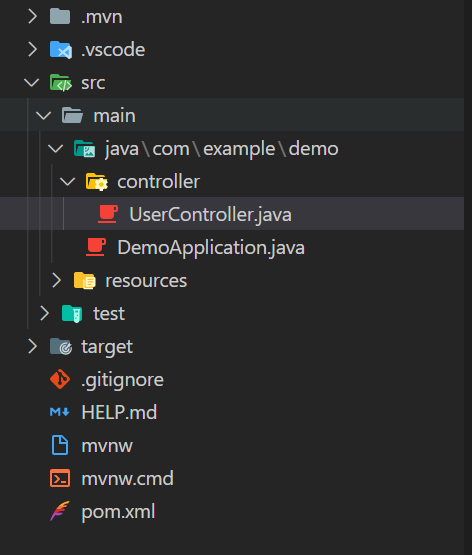 .mvn
.vscode
src
main
java\com\example\demo
controller
UserController.java
DemoApplication.java
resources
test
target
.gitignore
HELP.md
mvnw
mvnw.cmd
pom.xml